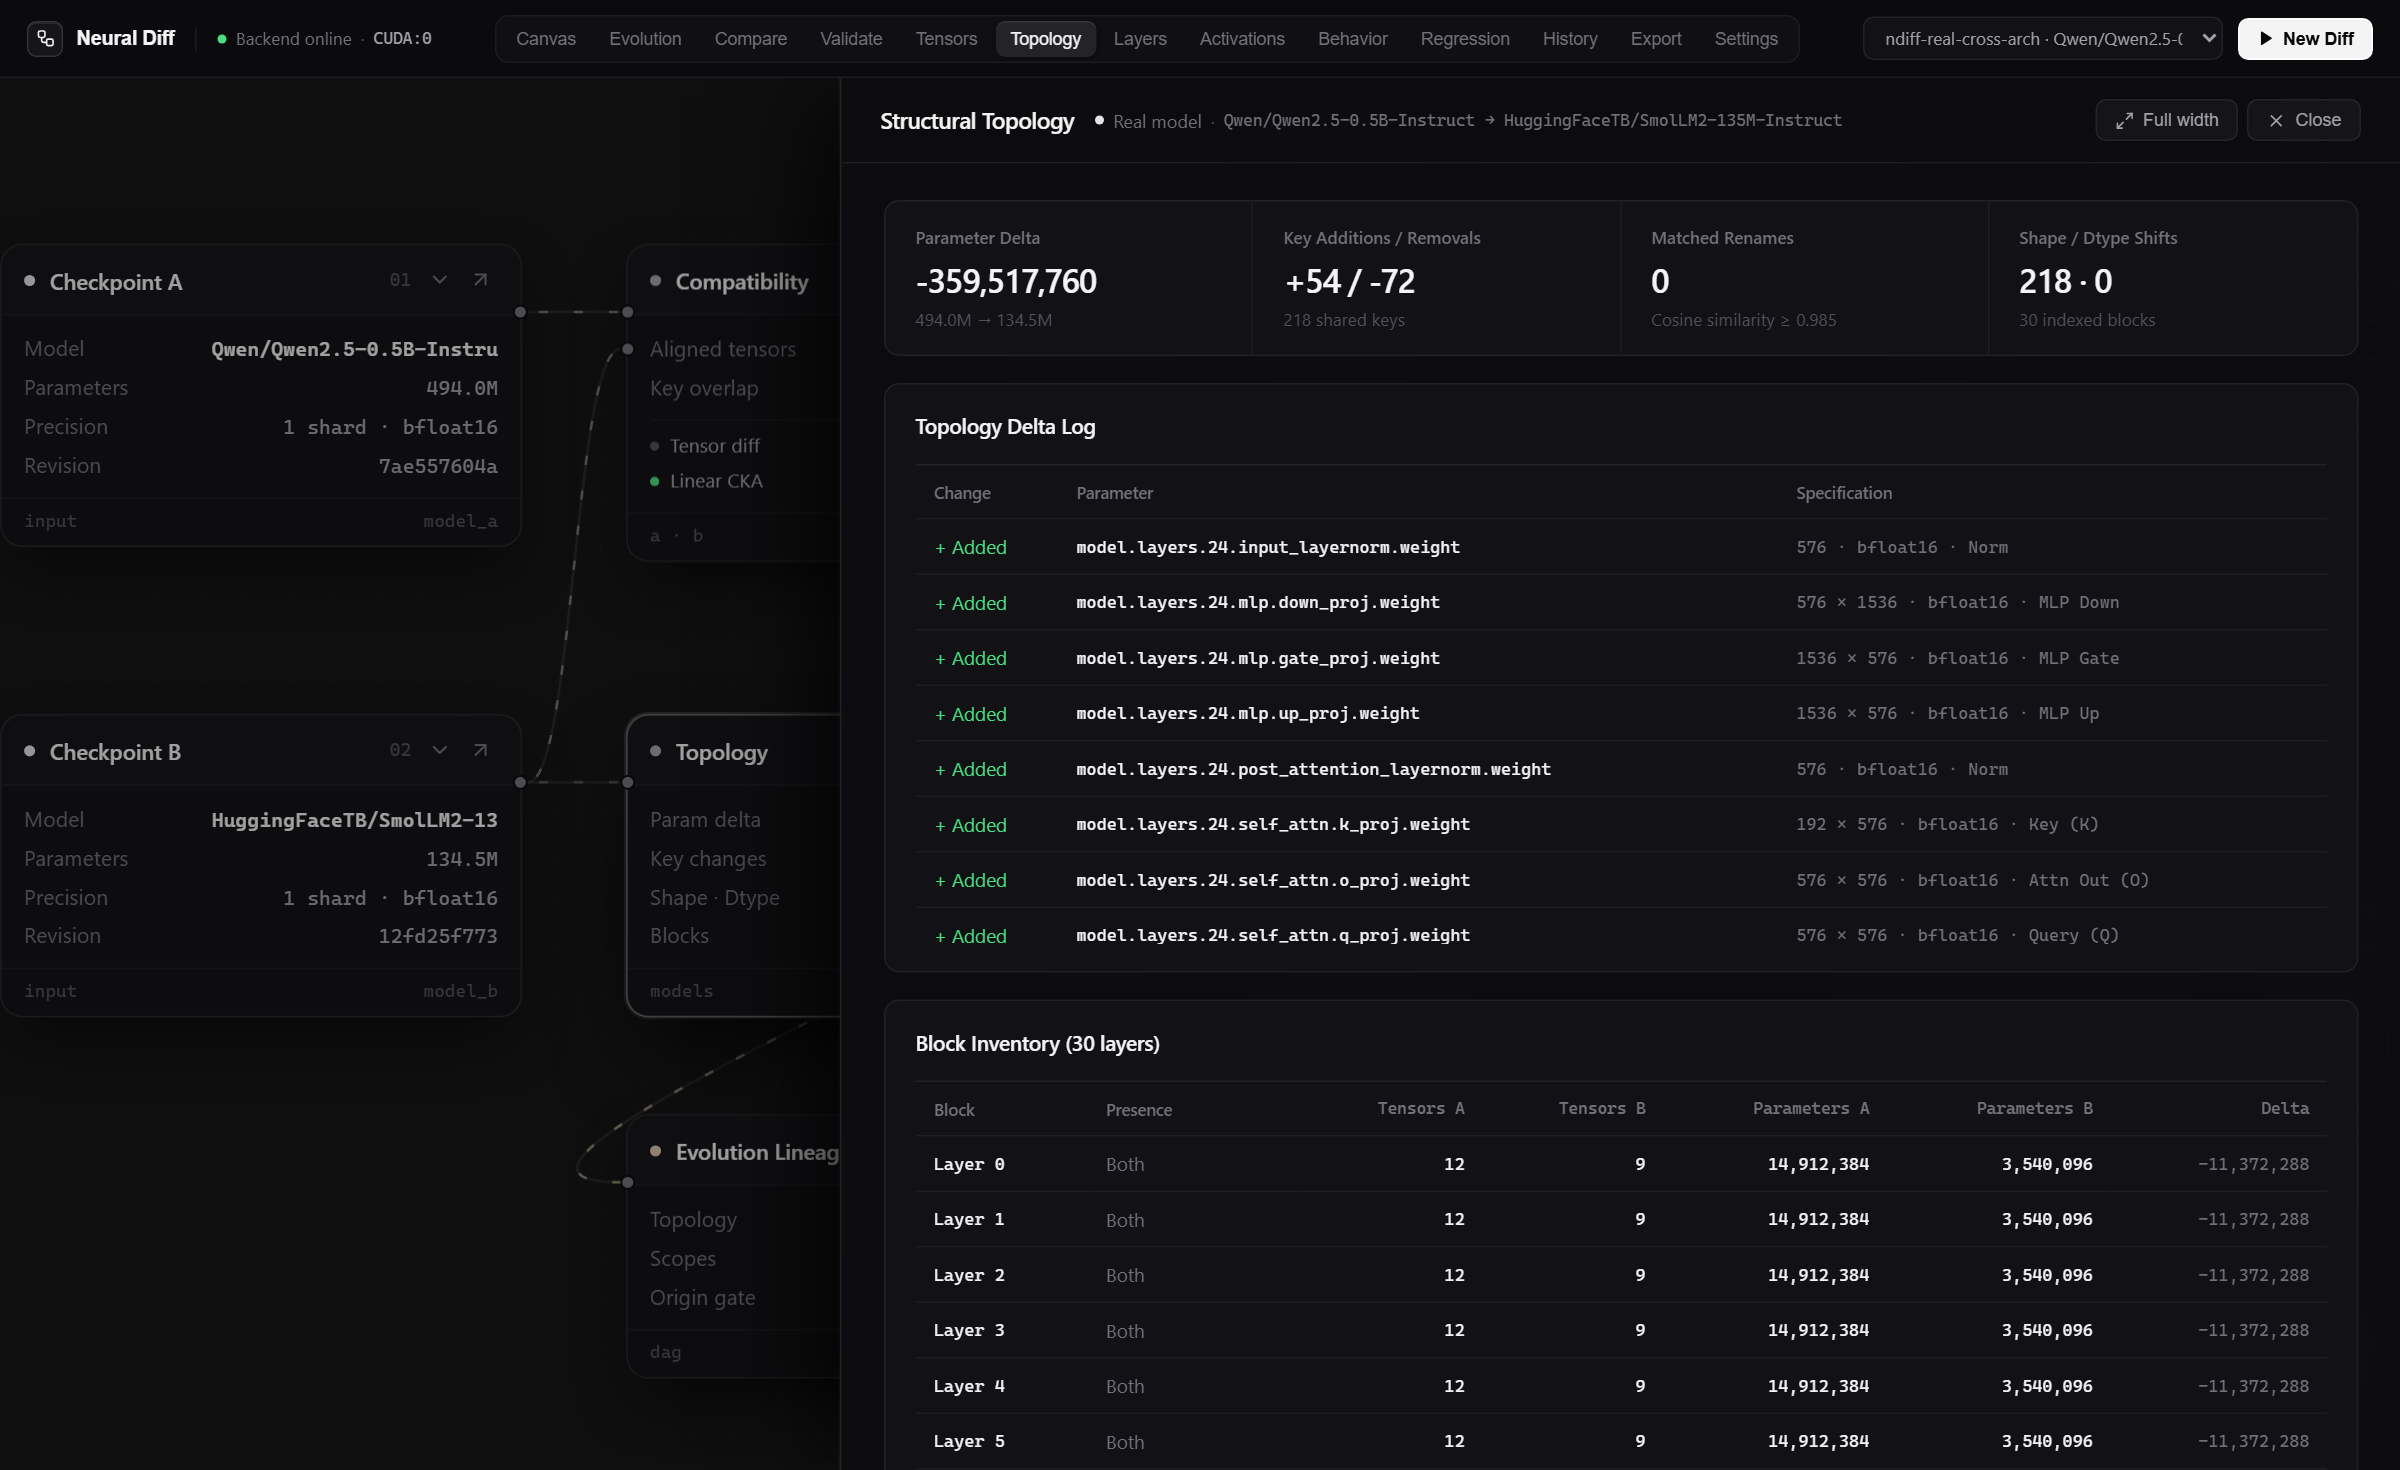 Neural Diff
Backend online · CUDA:0
Canvas Evolution Compare Validate Tensors Topology Layers Activations Behavior Regression History Export Settings
ndiff-real-cross-arch · Qwen/Qwen2.5-
New Diff
Checkpoint A 01
Model Qwen/Qwen2.5-0.5B-Instru
Parameters 494.0M
Precision 1 shard · bfloat16
Revision 7ae557604a
input model_a
Compatibility
Aligned tensors
Key overlap
Tensor diff
Linear CKA
a · b
Checkpoint B 02
Model HuggingFaceTB/SmolLM2-13
Parameters 134.5M
Precision 1 shard · bfloat16
Revision 12fd25f773
input model_b
Topology
Param delta
Key changes
Shape · Dtype
Blocks
models
Evolution Lineag
Topology
Scopes
Origin gate
dag
Structural Topology Real model · Qwen/Qwen2.5-0.5B-Instruct → HuggingFaceTB/SmolLM2-135M-Instruct
Full width
Close
Parameter Delta
-359,517,760
494.0M → 134.5M
Key Additions / Removals
+54 / -72
218 shared keys
Matched Renames
0
Cosine similarity ≥ 0.985
Shape / Dtype Shifts
218 · 0
30 indexed blocks
Topology Delta Log
Change Parameter Specification
+ Added model.layers.24.input_layernorm.weight 576 · bfloat16 · Norm
+ Added model.layers.24.mlp.down_proj.weight 576 × 1536 · bfloat16 · MLP Down
+ Added model.layers.24.mlp.gate_proj.weight 1536 × 576 · bfloat16 · MLP Gate
+ Added model.layers.24.mlp.up_proj.weight 1536 × 576 · bfloat16 · MLP Up
+ Added model.layers.24.post_attention_layernorm.weight 576 · bfloat16 · Norm
+ Added model.layers.24.self_attn.k_proj.weight 192 × 576 · bfloat16 · Key (K)
+ Added model.layers.24.self_attn.o_proj.weight 576 × 576 · bfloat16 · Attn Out (O)
+ Added model.layers.24.self_attn.q_proj.weight 576 × 576 · bfloat16 · Query (Q)
Block Inventory (30 layers)
Block Presence Tensors A Tensors B Parameters A Parameters B Delta
Layer 0 Both 12 9 14,912,384 3,540,096 −11,372,288
Layer 1 Both 12 9 14,912,384 3,540,096 −11,372,288
Layer 2 Both 12 9 14,912,384 3,540,096 −11,372,288
Layer 3 Both 12 9 14,912,384 3,540,096 −11,372,288
Layer 4 Both 12 9 14,912,384 3,540,096 −11,372,288
Layer 5 Both 12 9 14,912,384 3,540,096 −11,372,288